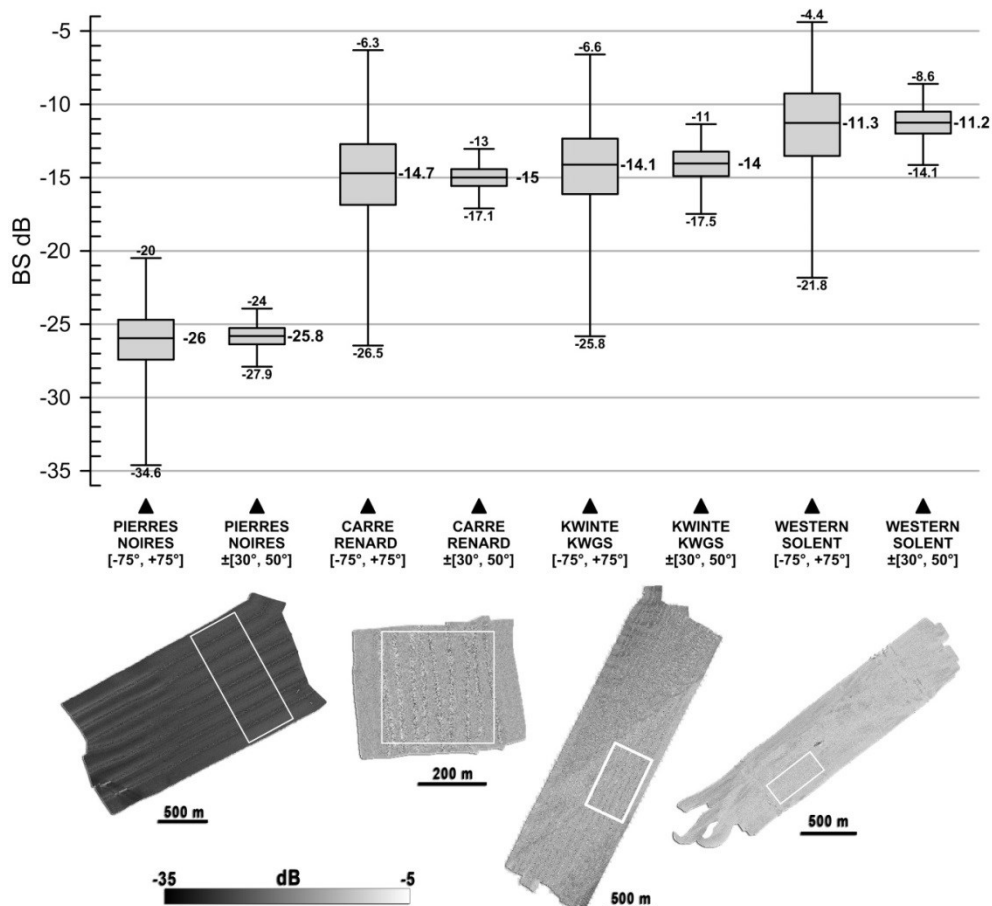 BS dB
-5
-10
-15
-20
-25
-30
-35
-20
-26
-34.6
-24
-25.8
-27.9
-6.3
-14.7
-26.5
-13
-15
-17.1
-6.6
-14.1
-25.8
-11
-14
-17.5
-4.4
-11.3
-21.8
-8.6
-11.2
-14.1
PIERRES
NOIRES
[-75°, +75°]
PIERRES
NOIRES
±[30°, 50°]
CARRE
RENARD
[-75°, +75°]
CARRE
RENARD
±[30°, 50°]
KWINTE
KWGS
[-75°, +75°]
KWINTE
KWGS
±[30°, 50°]
WESTERN
SOLENT
[-75°, +75°]
WESTERN
SOLENT
±[30°, 50°]
500 m
200 m
500 m
500 m
-35 dB -5